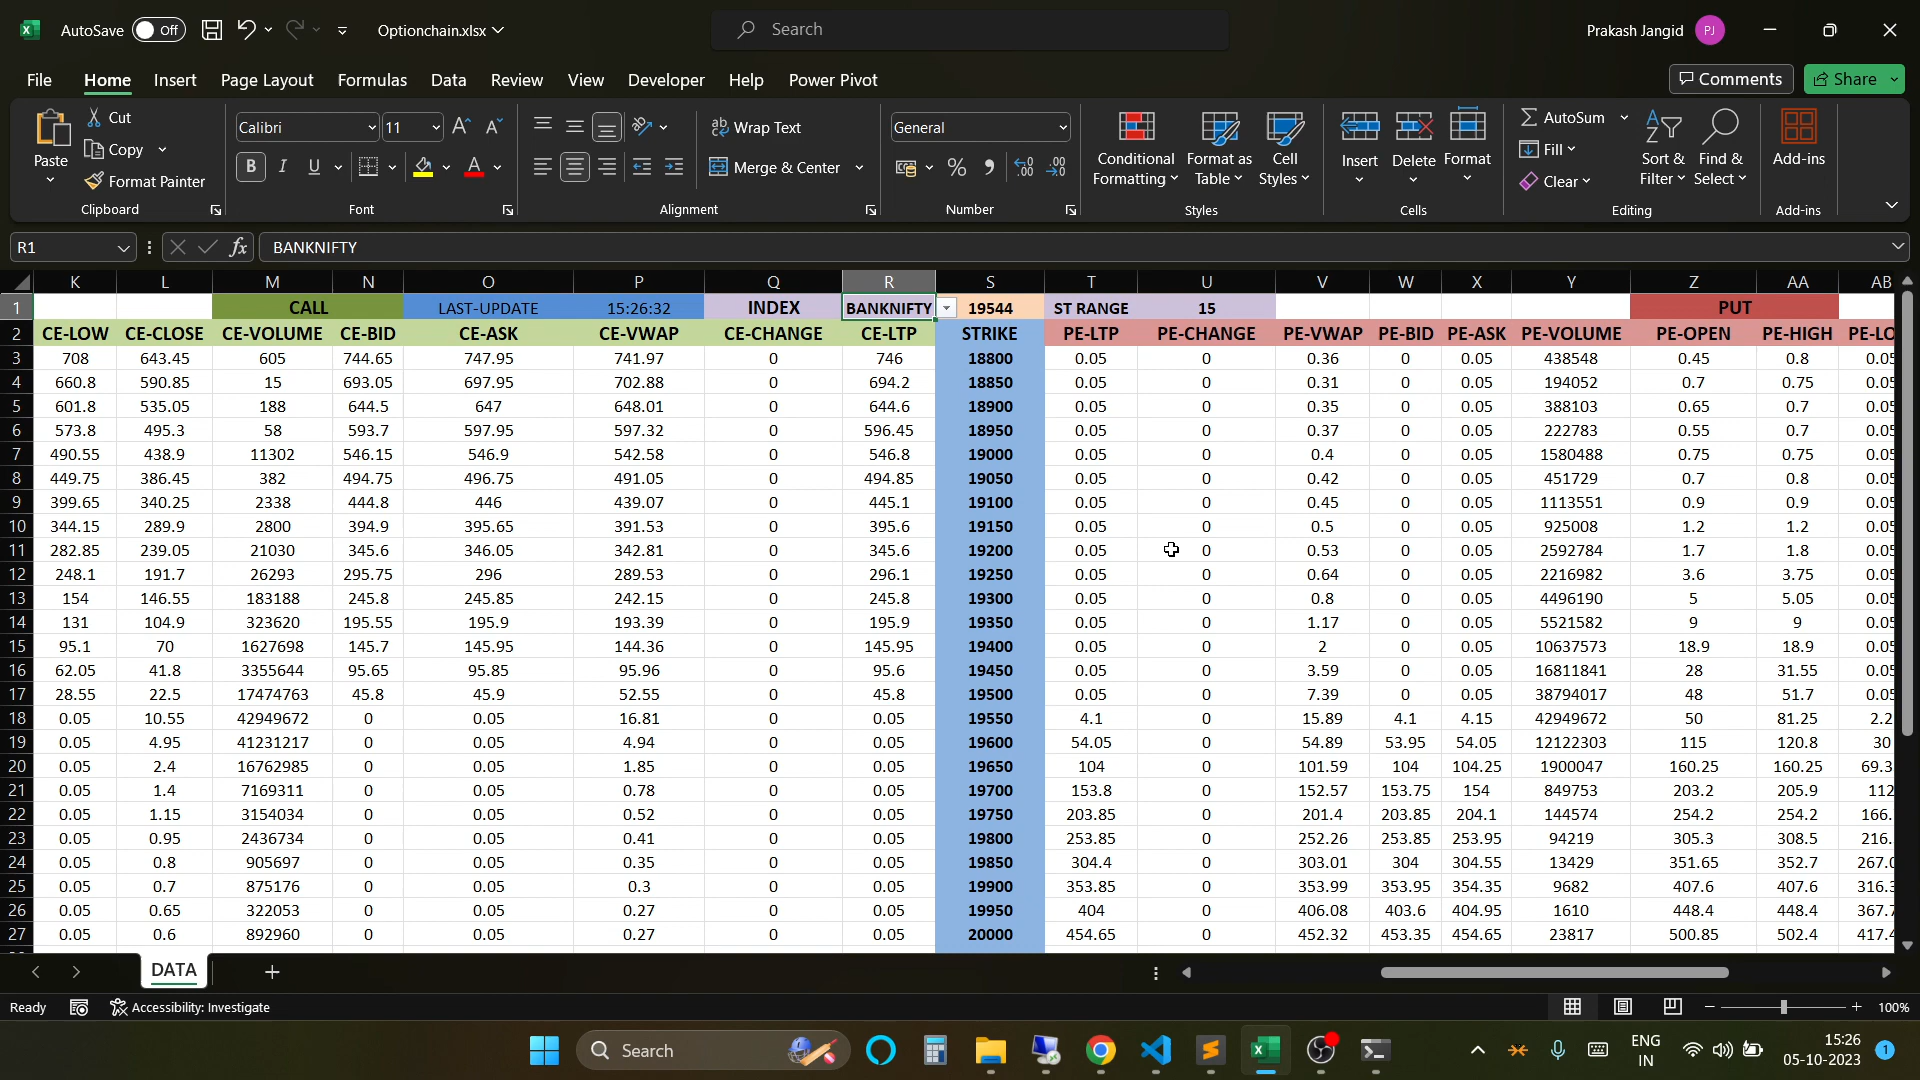 AutoSave Off Optionchain.xlsx Search Prakash Jangid PJ
File Home Insert Page Layout Formulas Data Review View Developer Help Power Pivot Comments Share
Paste Cut Copy Format Painter Clipboard
Calibri 11 B I U A Font
Wrap Text Merge & Center Alignment
General % Number
Conditional Formatting Format as Table Cell Styles Styles
Insert Delete Format Cells
AutoSum Fill Clear Sort & Filter Find & Select Editing
Add-ins Add-ins
R1 fx BANKNIFTY
K L M N O P Q R S T U V W X Y Z AA AB
1 CALL LAST-UPDATE 15:26:32 INDEX BANKNIFTY 19544 ST RANGE 15 PUT
2 CE-LOW CE-CLOSE CE-VOLUME CE-BID CE-ASK CE-VWAP CE-CHANGE CE-LTP STRIKE PE-LTP PE-CHANGE PE-VWAP PE-BID PE-ASK PE-VOLUME PE-OPEN PE-HIGH PE-LO
3 708 643.45 605 744.65 747.95 741.97 0 746 18800 0.05 0 0.36 0 0.05 438548 0.45 0.8 0.05
4 660.8 590.85 15 693.05 697.95 702.88 0 694.2 18850 0.05 0 0.31 0 0.05 194052 0.7 0.75 0.05
5 601.8 535.05 188 644.5 647 648.01 0 644.6 18900 0.05 0 0.35 0 0.05 388103 0.65 0.7 0.05
6 573.8 495.3 58 593.7 597.95 597.32 0 596.45 18950 0.05 0 0.37 0 0.05 222783 0.55 0.7 0.05
7 490.55 438.9 11302 546.15 546.9 542.58 0 546.8 19000 0.05 0 0.4 0 0.05 1580488 0.75 0.75 0.05
8 449.75 386.45 382 494.75 496.75 491.05 0 494.85 19050 0.05 0 0.42 0 0.05 451729 0.7 0.8 0.05
9 399.65 340.25 2338 444.8 446 439.07 0 445.1 19100 0.05 0 0.45 0 0.05 1113551 0.9 0.9 0.05
10 344.15 289.9 2800 394.9 395.65 391.53 0 395.6 19150 0.05 0 0.5 0 0.05 925008 1.2 1.2 0.05
11 282.85 239.05 21030 345.6 346.05 342.81 0 345.6 19200 0.05 0 0.53 0 0.05 2592784 1.7 1.8 0.05
12 248.1 191.7 26293 295.75 296 289.53 0 296.1 19250 0.05 0 0.64 0 0.05 2216982 3.6 3.75 0.05
13 154 146.55 183188 245.8 245.85 242.15 0 245.8 19300 0.05 0 0.8 0 0.05 4496190 5 5.05 0.05
14 131 104.9 323620 195.55 195.9 193.39 0 195.9 19350 0.05 0 1.17 0 0.05 5521582 9 9 0.05
15 95.1 70 1627698 145.7 145.95 144.36 0 145.95 19400 0.05 0 2 0 0.05 10637573 18.9 18.9 0.05
16 62.05 41.8 3355644 95.65 95.85 95.96 0 95.6 19450 0.05 0 3.59 0 0.05 16811841 28 31.55 0.05
17 28.55 22.5 17474763 45.8 45.9 52.55 0 45.8 19500 0.05 0 7.39 0 0.05 38794017 48 51.7 0.05
18 0.05 10.55 42949672 0 0.05 16.81 0 0.05 19550 4.1 0 15.89 4.1 4.15 42949672 50 81.25 2.2
19 0.05 4.95 41231217 0 0.05 4.94 0 0.05 19600 54.05 0 54.89 53.95 54.05 12122303 115 120.8 30
20 0.05 2.4 16762985 0 0.05 1.85 0 0.05 19650 104 0 101.59 104 104.25 1900047 160.25 160.25 69.3
21 0.05 1.4 7169311 0 0.05 0.78 0 0.05 19700 153.8 0 152.57 153.75 154 849753 203.2 205.9 112
22 0.05 1.15 3154034 0 0.05 0.52 0 0.05 19750 203.85 0 201.4 203.85 204.1 144574 254.2 254.2 166.
23 0.05 0.95 2436734 0 0.05 0.41 0 0.05 19800 253.85 0 252.26 253.85 253.95 94219 305.3 308.5 216.
24 0.05 0.8 905697 0 0.05 0.35 0 0.05 19850 304.4 0 303.01 304 304.55 13429 351.65 352.7 267.0
25 0.05 0.7 875176 0 0.05 0.3 0 0.05 19900 353.85 0 353.99 353.95 354.35 9682 407.6 407.6 316.3
26 0.05 0.65 322053 0 0.05 0.27 0 0.05 19950 404 0 406.08 403.6 404.95 1610 448.4 448.4 367.7
27 0.05 0.6 892960 0 0.05 0.27 0 0.05 20000 454.65 0 452.32 453.35 454.65 23817 500.85 502.4 417.4
DATA
Ready Accessibility: Investigate 100%
Search ENG IN 15:26 05-10-2023 1